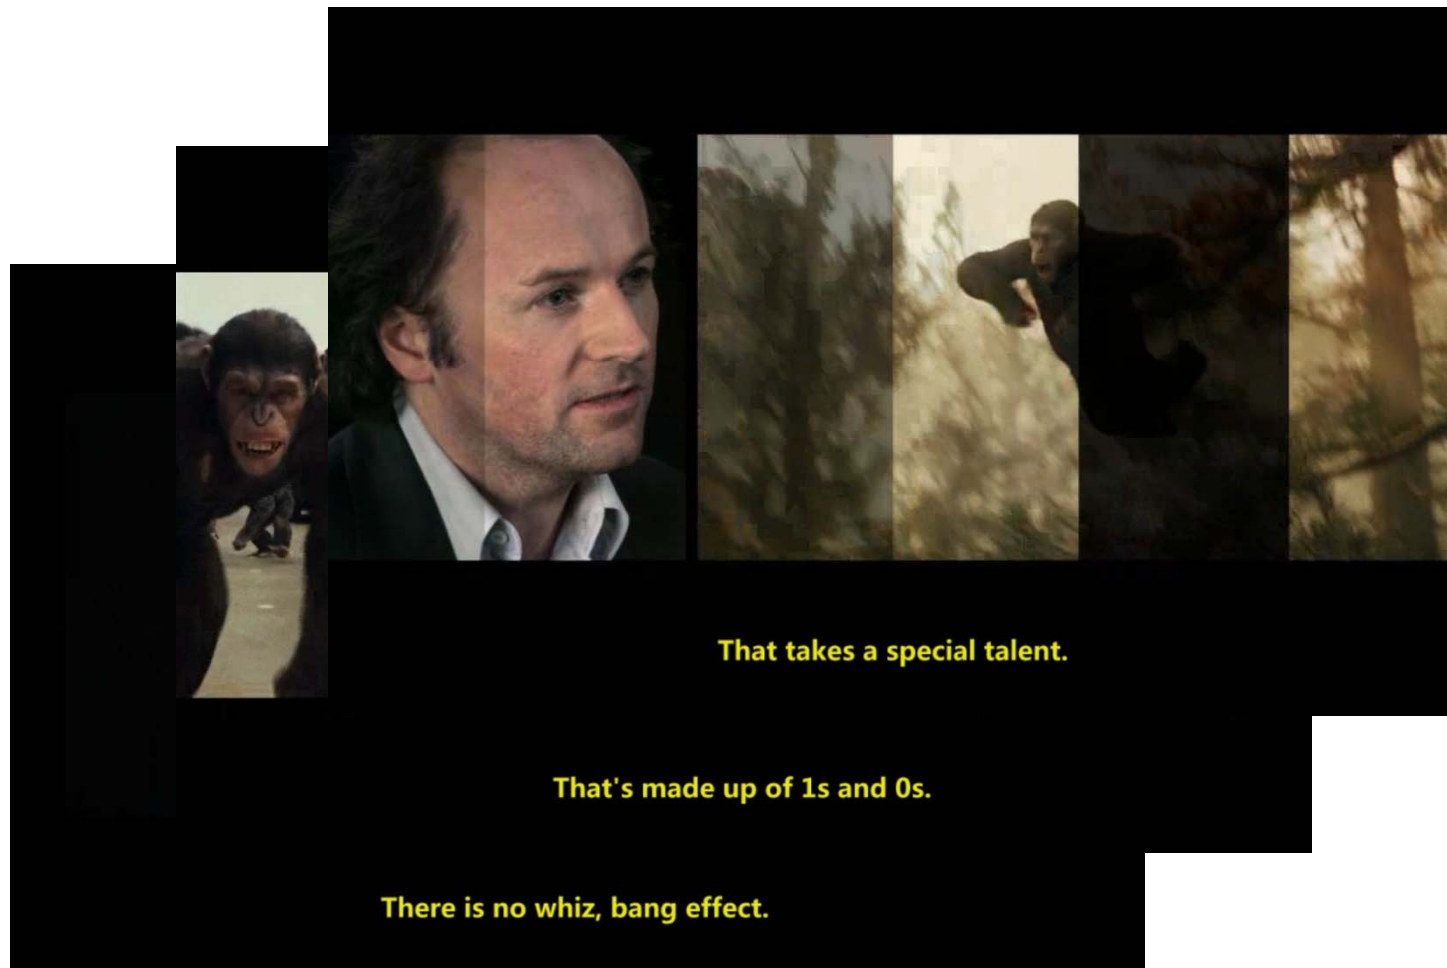 That takes a special talent.
That's made up of 1s and 0s.
There is no whiz, bang effect.